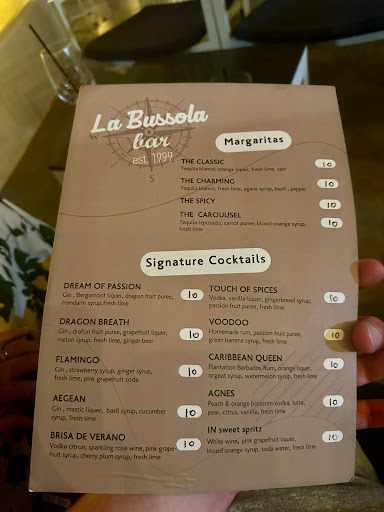 La Bussola
bar
est. 1999
S
Margaritas
THE CLASSIC 10
Tequila blanco, orange liquer, fresh lime, salt
THE CHARMING 10
Tequila blanco, fresh lime, agave syrup, basil , pepper
THE SPICY 10
THE CAROUUSEL 10
Tequila reposado, carrot puree, blood orange syrup,
fresh lime
Signature Cocktails
DREAM OF PASSION 10
Gin , Bergamont liquer, dragon fruit puree,
mandarin syrup,fresh lime
DRAGON BREATH 10
Gin , drafon fruit puree, grapefruit liquer,
melon syrup, fresh lime, ginger beer
FLAMINGO 10
Gin , strawberry syrup, ginger syrup,
fresh lime, pink grapefruit soda
AEGEAN 10
Gin , mastic liquer, basil syrup, cucumber
syrup, fresh lime
BRISA DE VERANO 10
Vodka citron, sparkling rose wine, pink grape
fruit syrup, cherry plum syrup, fresh lime
TOUCH OF SPICES 10
Vodka, vanilla liquer, gingerbread syrup,
passion fruit puree, fresh lime
VOODOO 10
Homemade rum, passion fruit puree,
green banana syrup, fresh lime
CARIBBEAN QUEEN 10
Plantation Barbados Rum, orange liquer,
orgeat syrup, watermelon syrup, fresh lime
AGNES 10
Peach & orange blossom vodka, luise,
pear, citrus, vanilla, fresh lime
IN sweet spritz 10
White wine, pink grapefruit liquer,
blood orange syrup, soda water, fresh lime